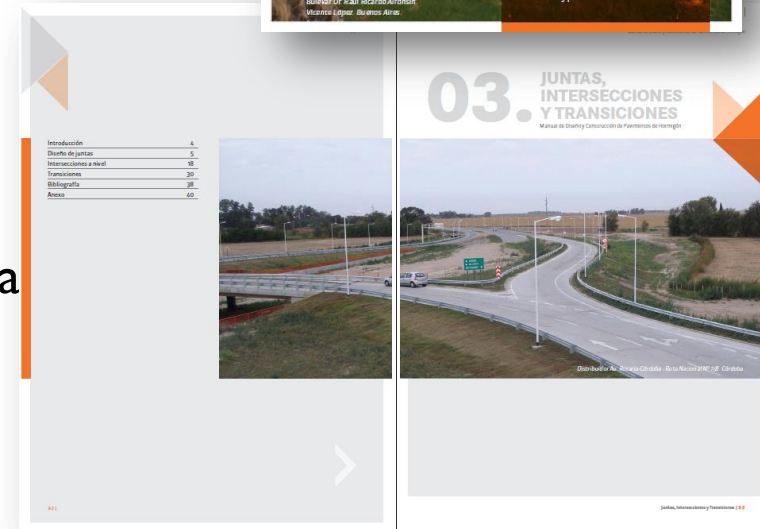 Bulevar Dr. Raúl Ricardo Alfonsín.
Vicente López. Buenos Aires.
03.
JUNTAS,
INTERSECCIONES
Y TRANSICIONES
Manual de Diseño y Construcción de Pavimentos de Hormigón
Introducción 4
Diseño de juntas 5
Intersecciones a nivel 18
Transiciones 30
Bibliografía 38
Anexo 40
a
Distribuidor Av. Rosario-Córdoba - Ruta Nacional Nº
Córdoba
Juntas, Intersecciones y Transiciones |